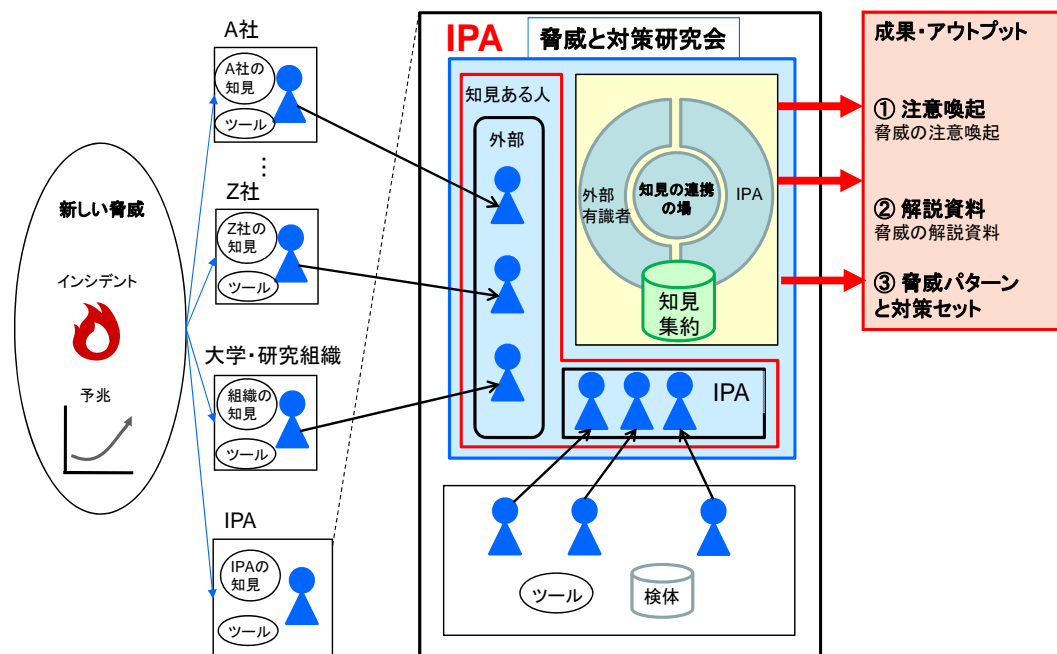 新しい脅威
インシデント
予兆
A社
A社の
知見
ツール
…
Z社
Z社の
知見
ツール
大学・研究組織
組織の
知見
ツール
IPA
IPAの
知見
ツール
IPA
脅威と対策研究会
知見ある人
外部
外部
有識者
知見の連携
の場
IPA
知見
集約
IPA
ツール
検体
成果・アウトプット
① 注意喚起
脅威の注意喚起
② 解説資料
脅威の解説資料
③ 脅威パターン
と対策セット